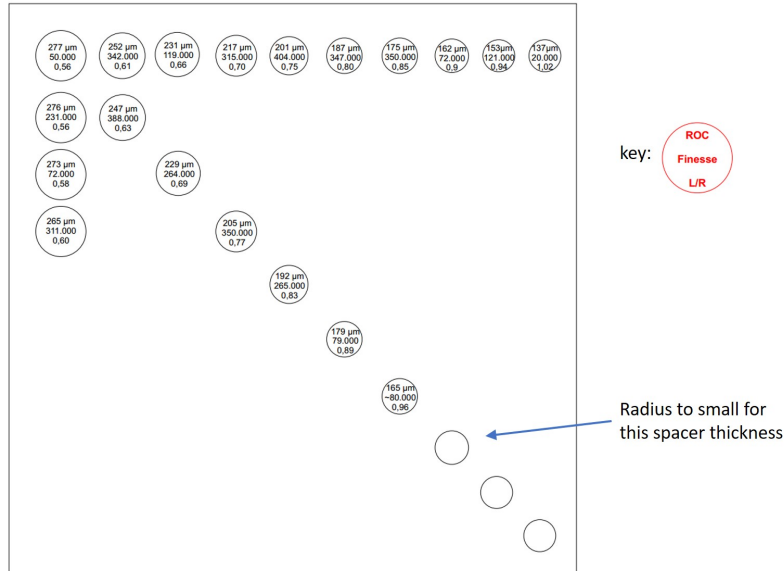 277 µm
50.000
0,56
252 µm
342.000
0,61
231 µm
119.000
0,66
217 µm
315.000
0,70
201 µm
404.000
0,75
187 µm
347.000
0,80
175 µm
350.000
0,85
162 µm
72.000
0,9
153µm
121.000
0,94
137µm
20.000
1,02
276 µm
231.000
0,56
247 µm
388.000
0,63
273 µm
72.000
0,58
229 µm
264.000
0,69
265 µm
311.000
0,60
205 µm
350.000
0,77
192 µm
265.000
0,83
179 µm
79.000
0,89
165 µm
~80.000
0,96
key:
ROC
Finesse
L/R
Radius to small for
this spacer thickness